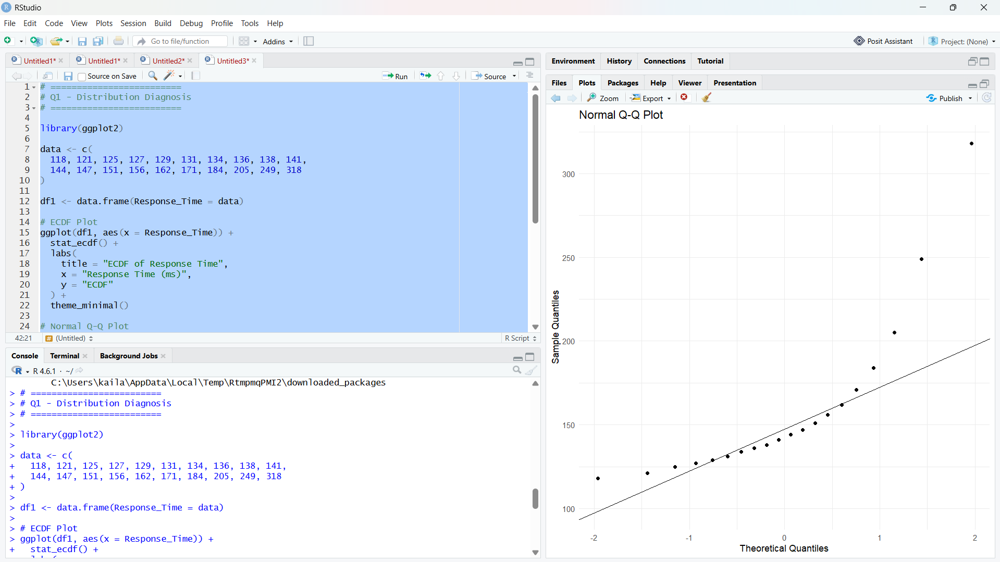 RStudio
File Edit Code View Plots Session Build Debug Profile Tools Help
Go to file/function Addins Posit Assistant Project: (None)
Untitled1* Untitled1* Untitled2* Untitled3*
Source on Save Run Source
1 # =========================
2 # Q1 - Distribution Diagnosis
3 # =========================
4
5 library(ggplot2)
6
7 data <- c(
8 118, 121, 125, 127, 129, 131, 134, 136, 138, 141,
9 144, 147, 151, 156, 162, 171, 184, 205, 249, 318
10 )
11
12 df1 <- data.frame(Response_Time = data)
13
14 # ECDF Plot
15 ggplot(df1, aes(x = Response_Time)) +
16 stat_ecdf() +
17 labs(
18 title = "ECDF of Response Time",
19 x = "Response Time (ms)",
20 y = "ECDF"
21 ) +
22 theme_minimal()
23
24 # Normal Q-Q Plot
42:21 # (Untitled) R Script
Console Terminal Background Jobs
R 4.6.1 · ~/
C:\Users\kaila\AppData\Local\Temp\RtmpmqPMI2\downloaded_packages
> # =========================
> # Q1 - Distribution Diagnosis
> # =========================
>
> library(ggplot2)
>
> data <- c(
+ 118, 121, 125, 127, 129, 131, 134, 136, 138, 141,
+ 144, 147, 151, 156, 162, 171, 184, 205, 249, 318
+ )
>
> df1 <- data.frame(Response_Time = data)
>
> # ECDF Plot
> ggplot(df1, aes(x = Response_Time)) +
+ stat_ecdf() +
Environment History Connections Tutorial
Files Plots Packages Help Viewer Presentation
Zoom Export Publish
Normal Q-Q Plot
300
250
200
150
100
Sample Quantiles
-2 -1 0 1 2
Theoretical Quantiles